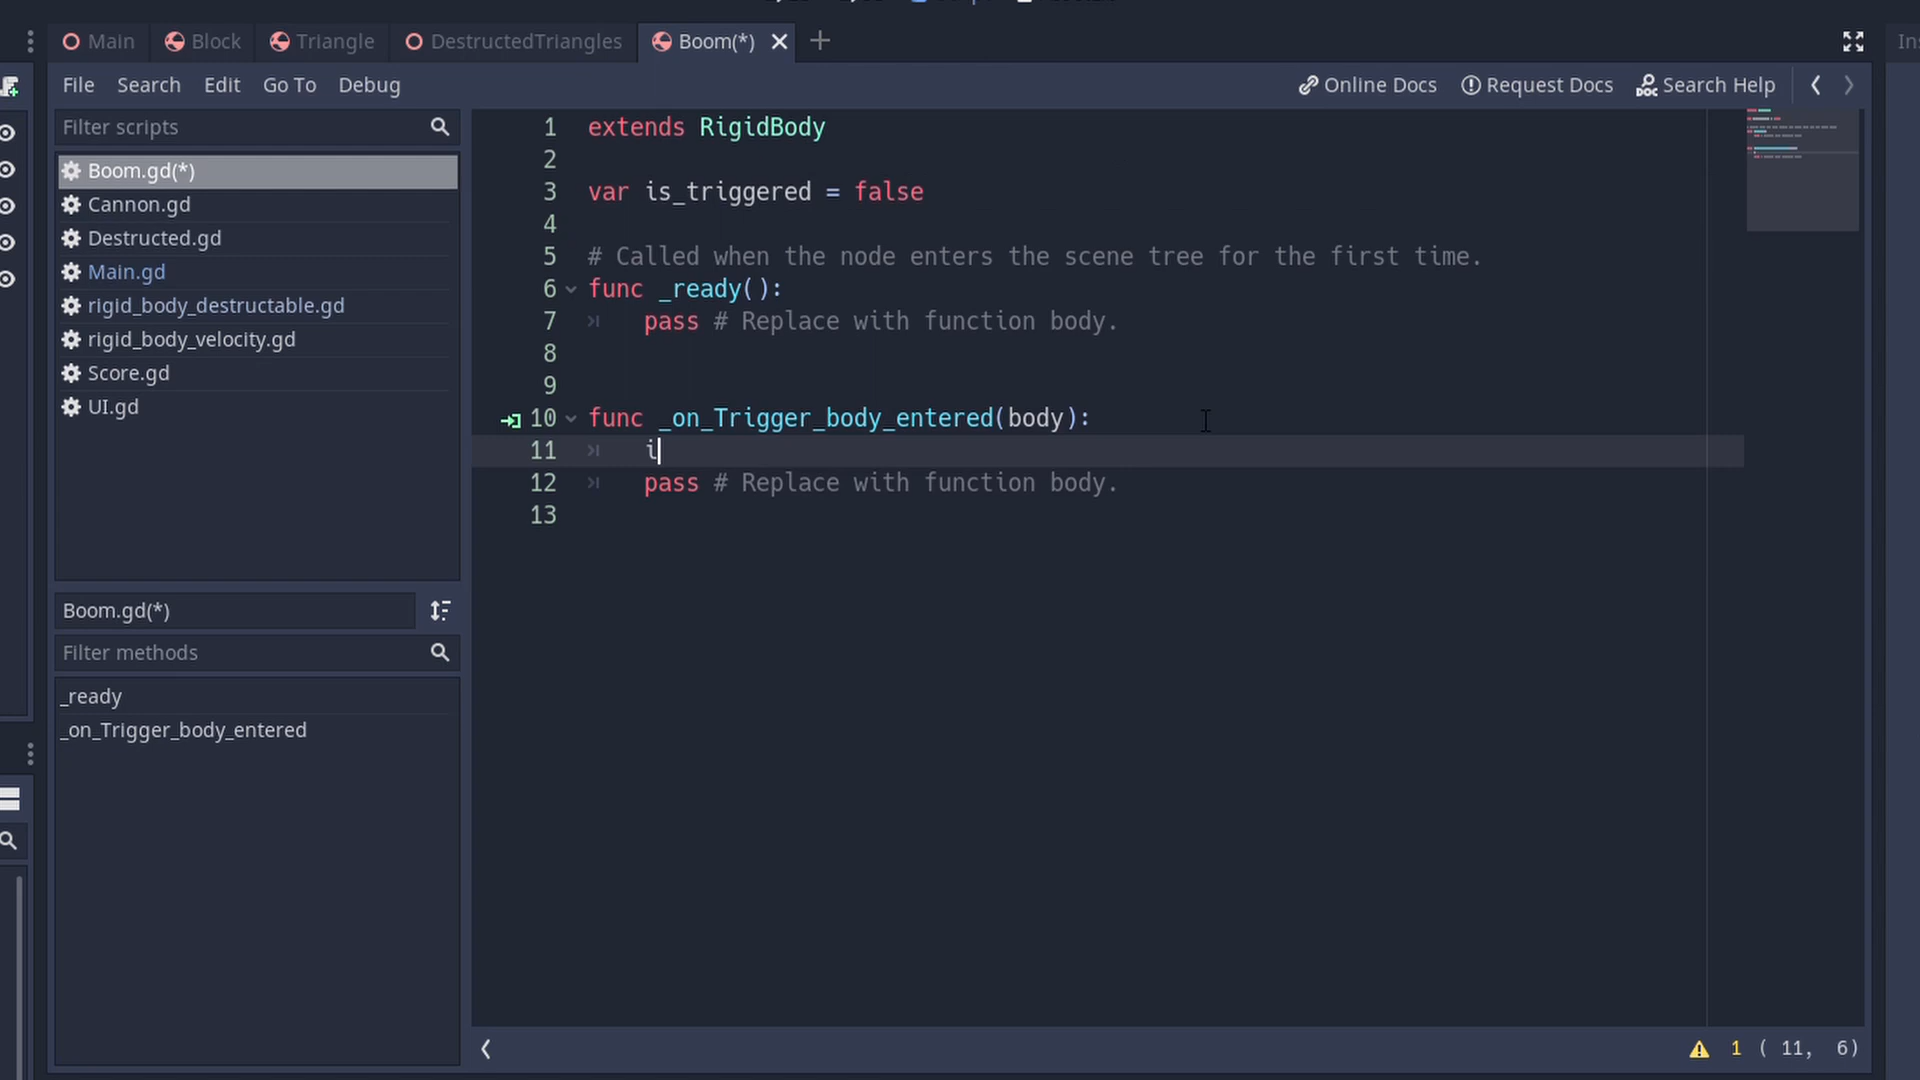 Main Block Triangle DestructedTriangles Boom(*)
File Search Edit Go To Debug Online Docs Request Docs Search Help
Filter scripts
Boom.gd(*)
Cannon.gd
Destructed.gd
Main.gd
rigid_body_destructable.gd
rigid_body_velocity.gd
Score.gd
UI.gd
Boom.gd(*)
Filter methods
_ready
_on_Trigger_body_entered
1 extends RigidBody
2
3 var is_triggered = false
4
5 # Called when the node enters the scene tree for the first time.
6 func _ready():
7 pass # Replace with function body.
8
9
10 func _on_Trigger_body_entered(body):
11 i
12 pass # Replace with function body.
13
1 ( 11, 6)